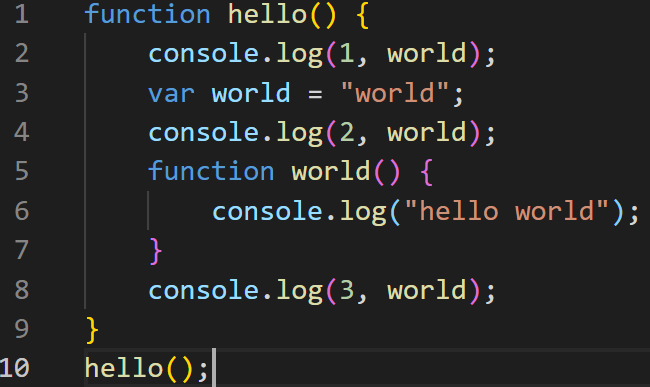 1 function hello() {
2 console.log(1, world);
3 var world = "world";
4 console.log(2, world);
5 function world() {
6 console.log("hello world");
7 }
8 console.log(3, world);
9 }
10 hello();